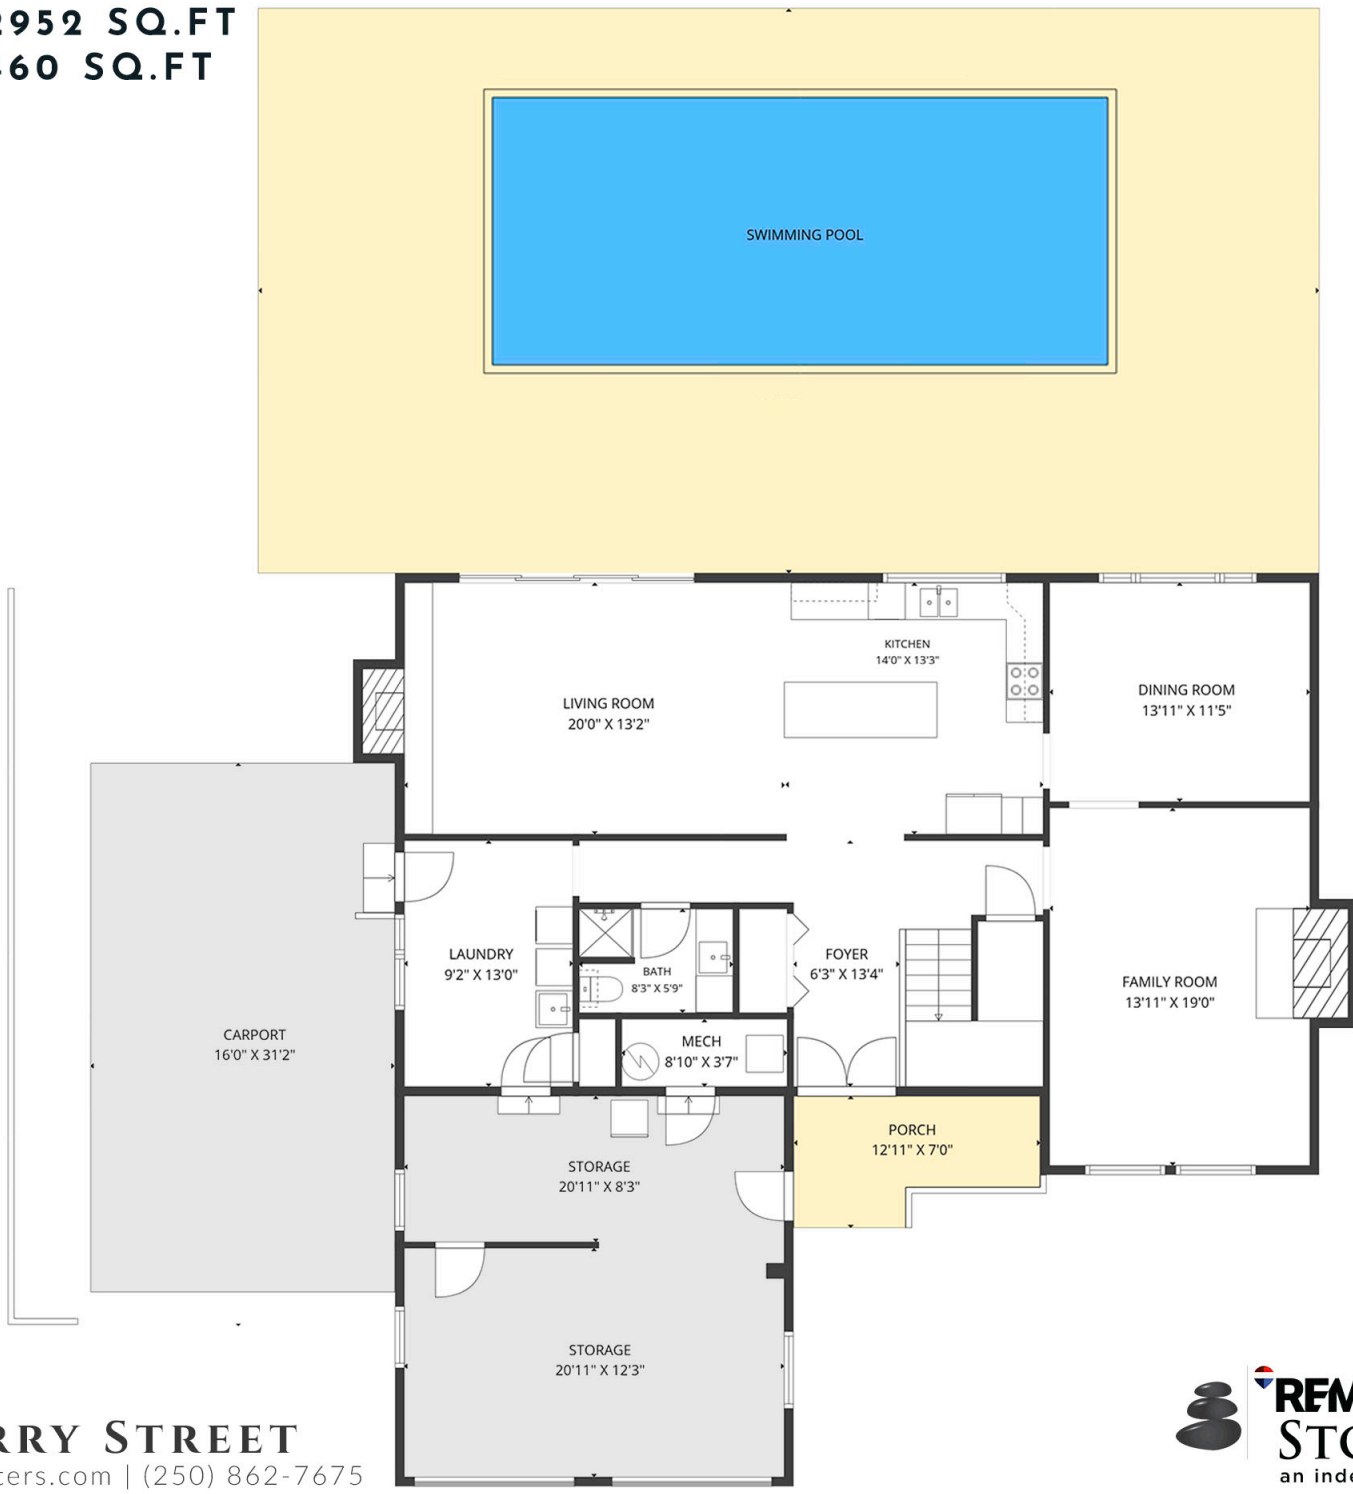 2952 SQ.FT
460 SQ.FT
SWIMMING POOL
KITCHEN
14'0" X 13'3"
LIVING ROOM
20'0" X 13'2"
DINING ROOM
13'11" X 11'5"
LAUNDRY
9'2" X 13'0"
BATH
8'3" X 5'9"
FOYER
6'3" X 13'4"
FAMILY ROOM
13'11" X 19'0"
CARPORT
16'0" X 31'2"
MECH
8'10" X 3'7"
PORCH
12'11" X 7'0"
STORAGE
20'11" X 8'3"
STORAGE
20'11" X 12'3"
RRY STREET
ters.com | (250) 862-7675
REM
STO
an inde